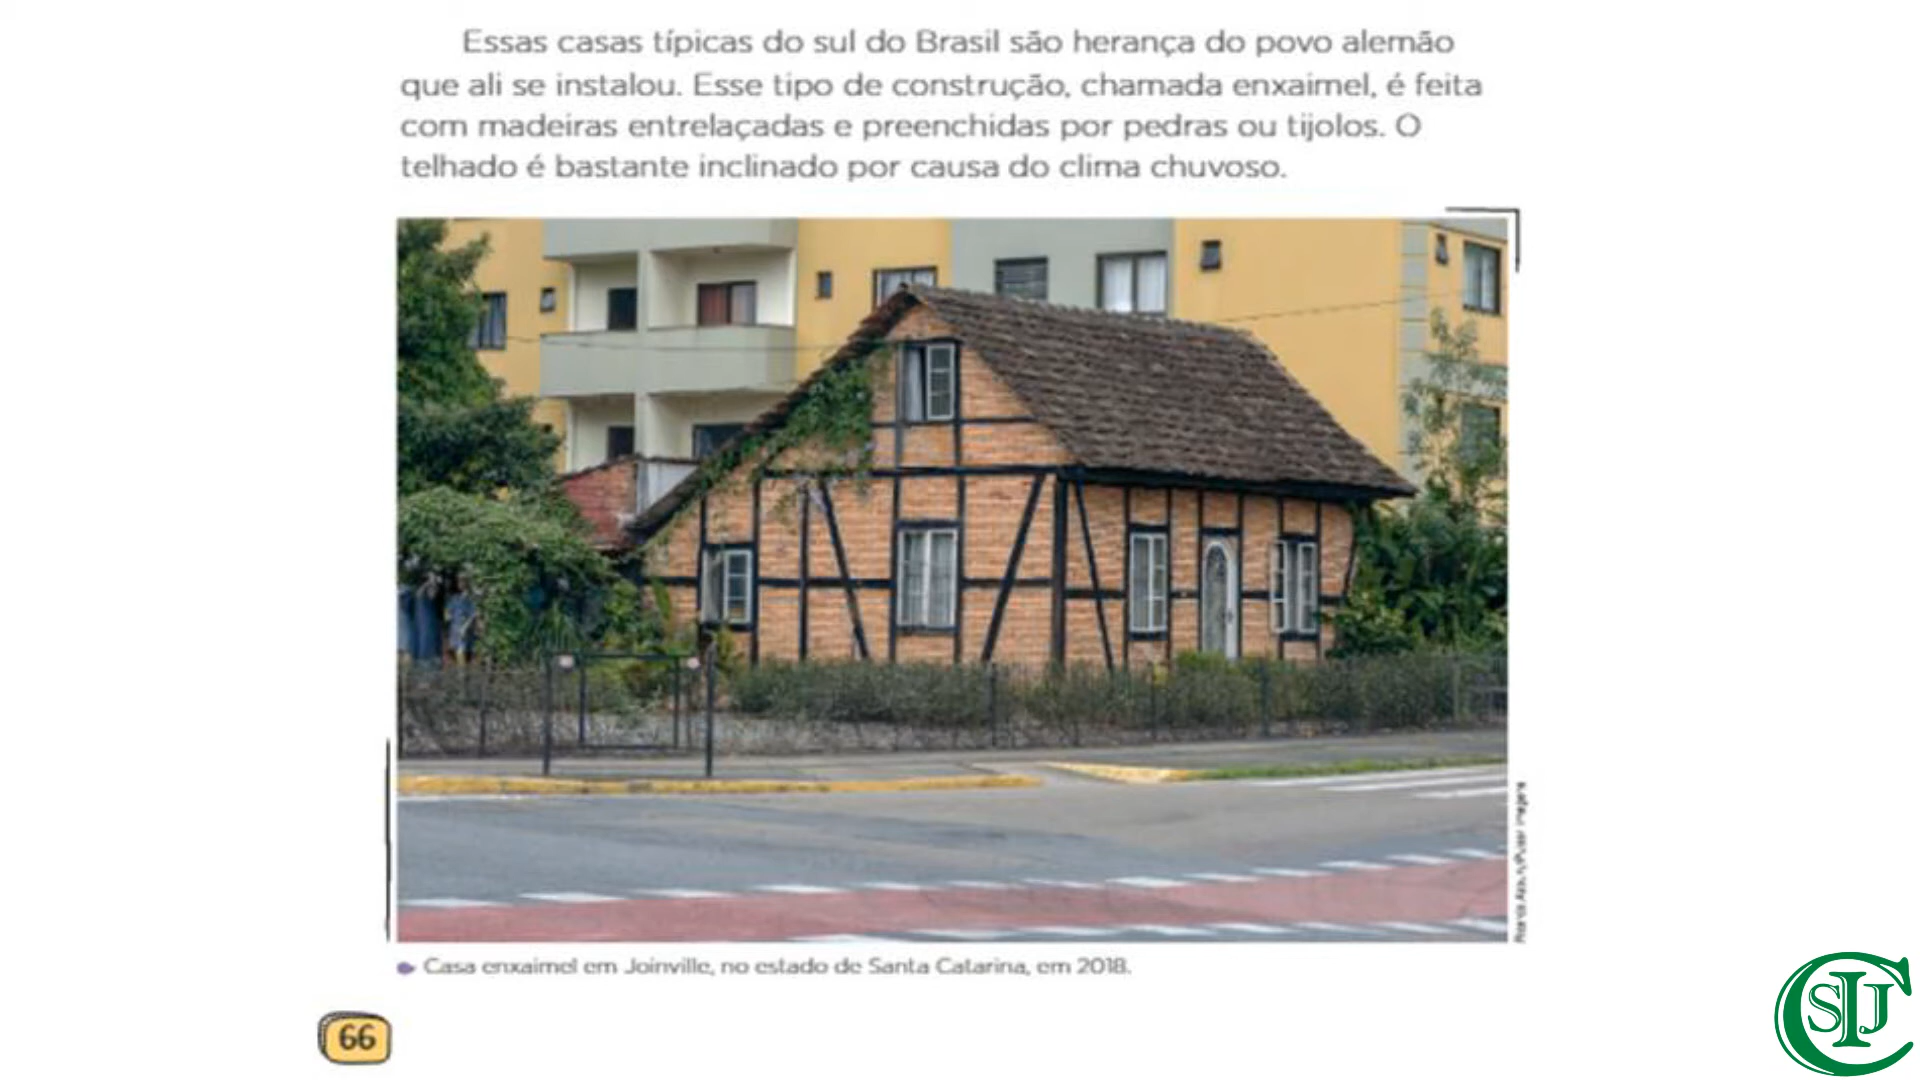 Essas casas típicas do sul do Brasil são herança do povo alemão
que ali se instalou. Esse tipo de construção, chamada enxaimel, é feita
com madeiras entrelaçadas e preenchidas por pedras ou tijolos. O
telhado é bastante inclinado por causa do clima chuvoso.
Casa enxaimel em Joinville, no estado de Santa Catarina, em 2018.
66